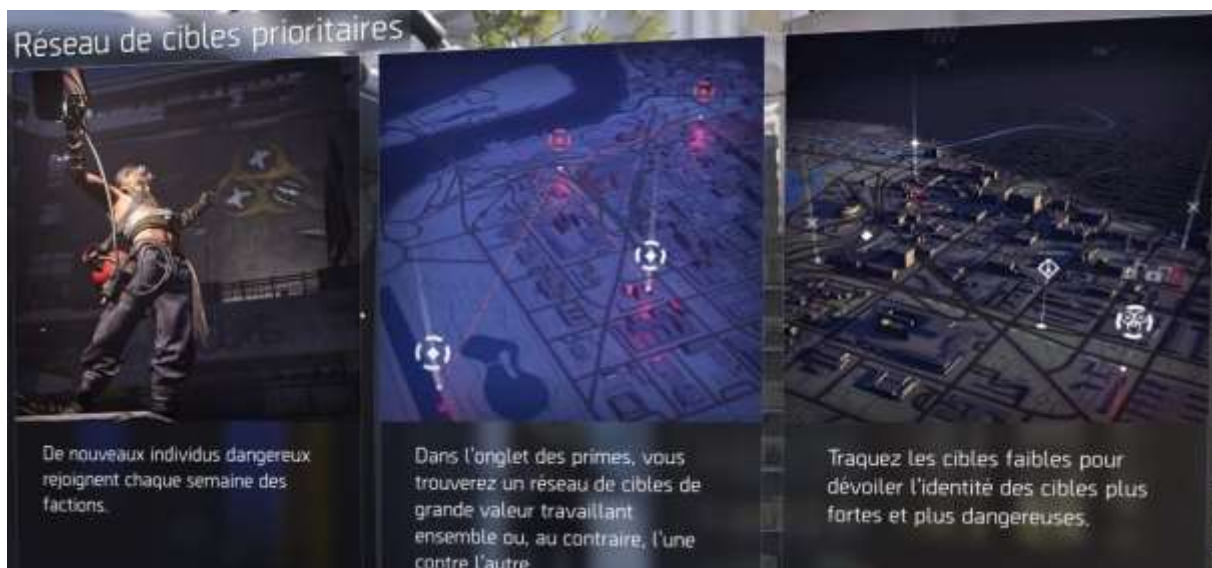 Réseau de cibles prioritaires
De nouveaux individus dangereux
rejoignent chaque semaine des
factions.
Dans l'onglet des primes, vous
trouverez un réseau de cibles de
grande valeur travaillant
ensemble ou, au contraire, l'une
contre l'autre
Traquez les cibles faibles pour
dévoiler l'identité des cibles plus
fortes et plus dangereuses.